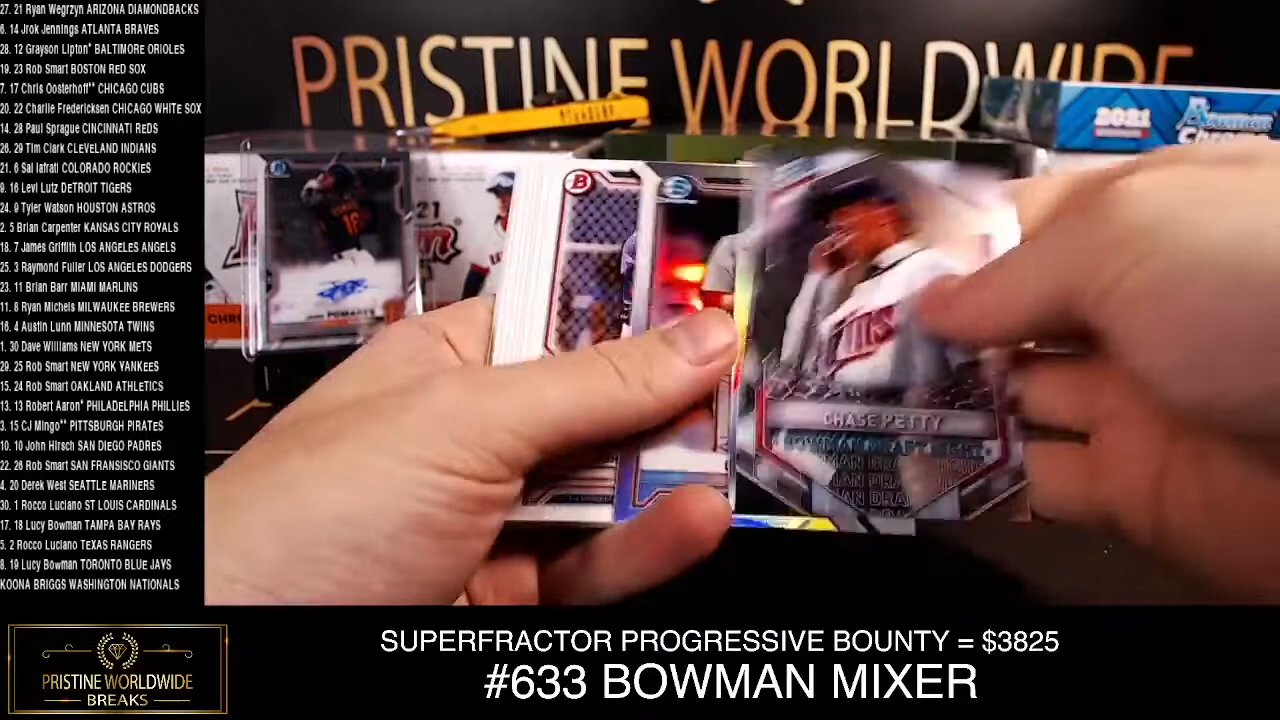 27. 21 Ryan Wegrzyn ARIZONA DIAMONDBACKS
6. 14 Jrok Jennings ATLANTA BRAVES
28. 12 Grayson Lipton* BALTIMORE ORIOLES
19. 23 Rob Smart BOSTON RED SOX
7. 17 Chris Oosterhoff** CHICAGO CUBS
20. 22 Charlie Fredericksen CHICAGO WHITE SOX
14. 28 Paul Sprague CINCINNATI REDS
26. 29 Tim Clark CLEVELAND INDIANS
21. 6 Sal Iafrati COLORADO ROCKIES
9. 16 Levi Lutz DETROIT TIGERS
24. 9 Tyler Watson HOUSTON ASTROS
2. 5 Brian Carpenter KANSAS CITY ROYALS
18. 7 James Griffith LOS ANGELES ANGELS
25. 3 Raymond Fuller LOS ANGELES DODGERS
23. 11 Brian Barr MIAMI MARLINS
11. 8 Ryan Michels MILWAUKEE BREWERS
16. 4 Austin Lunn MINNESOTA TWINS
1. 30 Dave Williams NEW YORK METS
29. 25 Rob Smart NEW YORK YANKEES
15. 24 Rob Smart OAKLAND ATHLETICS
13. 13 Robert Aaron* PHILADELPHIA PHILLIES
3. 15 CJ Mingo** PITTSBURGH PIRATES
10. 10 John Hirsch SAN DIEGO PADRES
22. 26 Rob Smart SAN FRANSISCO GIANTS
4. 20 Derek West SEATTLE MARINERS
30. 1 Rocco Luciano ST LOUIS CARDINALS
17. 18 Lucy Bowman TAMPA BAY RAYS
5. 2 Rocco Luciano TEXAS RANGERS
8. 19 Lucy Bowman TORONTO BLUE JAYS
KOONA BRIGGS WASHINGTON NATIONALS
PRISTINE WORLDWIDE
2021 Bowman
Chrome
21
B
CHASE PETTY
PRISTINE WORLDWIDE
BREAKS
SUPERFRACTOR PROGRESSIVE BOUNTY = $3825
#633 BOWMAN MIXER